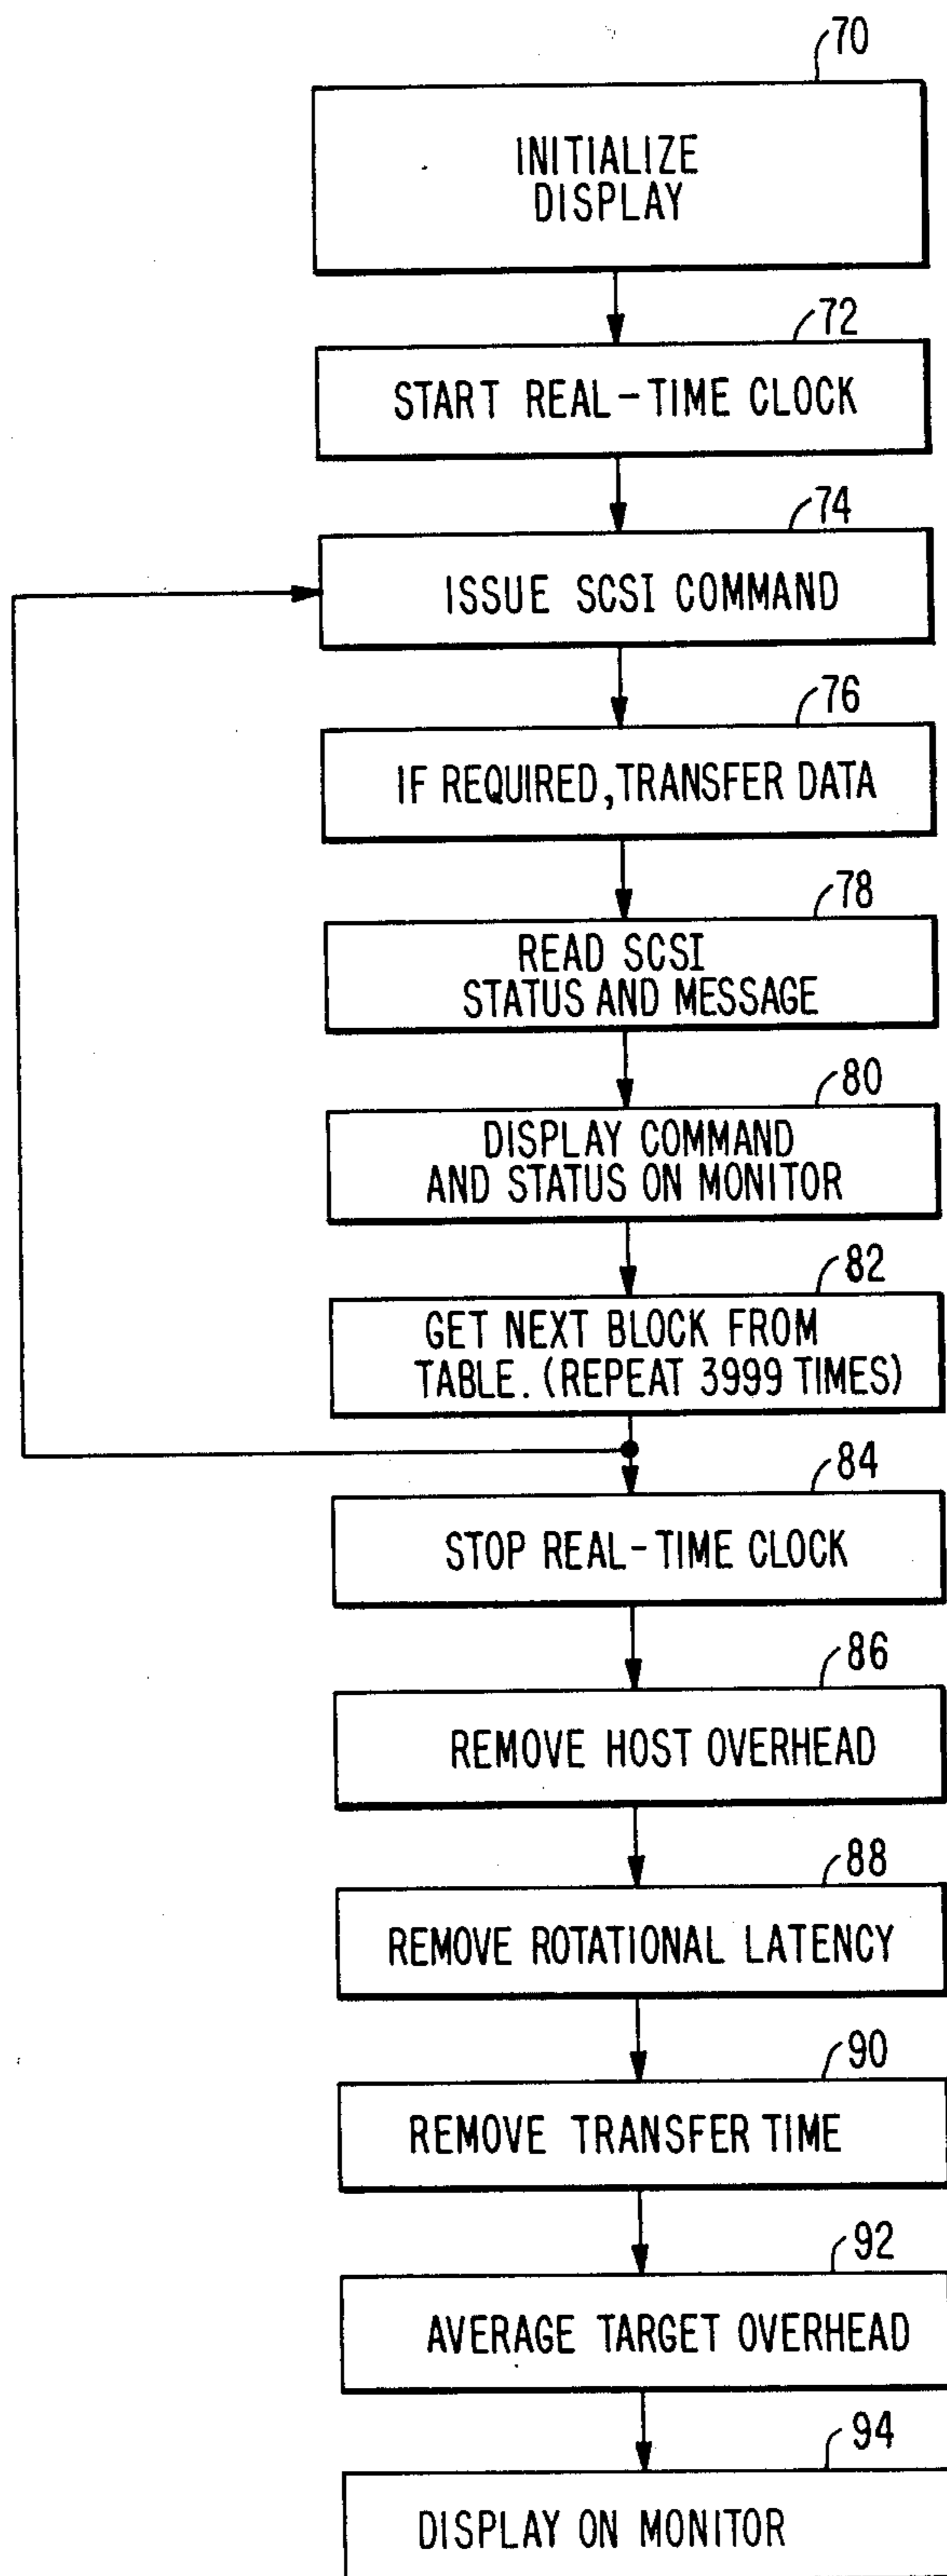 70
INITIALIZE
DISPLAY
72
START REAL-TIME CLOCK
74
ISSUE SCSI COMMAND
76
IF REQUIRED, TRANSFER DATA
78
READ SCSI
STATUS AND MESSAGE
80
DISPLAY COMMAND
AND STATUS ON MONITOR
82
GET NEXT BLOCK FROM
TABLE. (REPEAT 3999 TIMES)
84
STOP REAL-TIME CLOCK
86
REMOVE HOST OVERHEAD
88
REMOVE ROTATIONAL LATENCY
90
REMOVE TRANSFER TIME
92
AVERAGE TARGET OVERHEAD
94
DISPLAY ON MONITOR